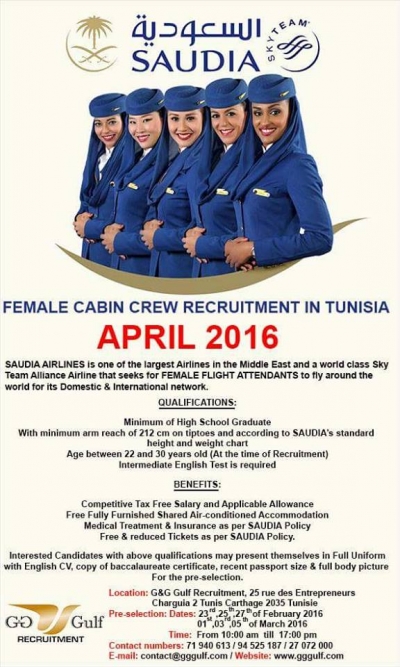 السعودية
SAUDIA
SKYTEAM
FEMALE CABIN CREW RECRUITMENT IN TUNISIA
APRIL 2016
SAUDIA AIRLINES is one of the largest Airlines in the Middle East and a world class Sky
Team Alliance Airline that seeks for FEMALE FLIGHT ATTENDANTS to fly around the
world for its Domestic & International network.
QUALIFICATIONS:
Minimum of High School Graduate
With minimum arm reach of 212 cm on tiptoes and according to SAUDIA's standard
height and weight chart
Age between 22 and 30 years old (At the time of Recruitment)
Intermediate English Test is required
BENEFITS:
Competitive Tax Free Salary and Applicable Allowance
Free Fully Furnished Shared Air-conditioned Accommodation
Medical Treatment & Insurance as per SAUDIA Policy
Free & reduced Tickets as per SAUDIA Policy.
Interested Candidates with above qualifications may present themselves in Full Uniform
with English CV, copy of baccalaureate certificate, recent passport size & full body picture
For the pre-selection.
GG Gulf
RECRUITMENT
Location: G&G Gulf Recruitment, 25 rue des Entrepreneurs
Charguia 2 Tunis Carthage 2035 Tunisie
Pre-selection: Dates: 23rd,25th,27th of February 2016
01st,03rd,05th of March 2016
Time: From 10:00 am till 17:00 pm
Contact numbers: 71 940 613 / 94 525 187 / 27 072 000
E-mail: contact@gggulf.com / Website: www.gggulf.com